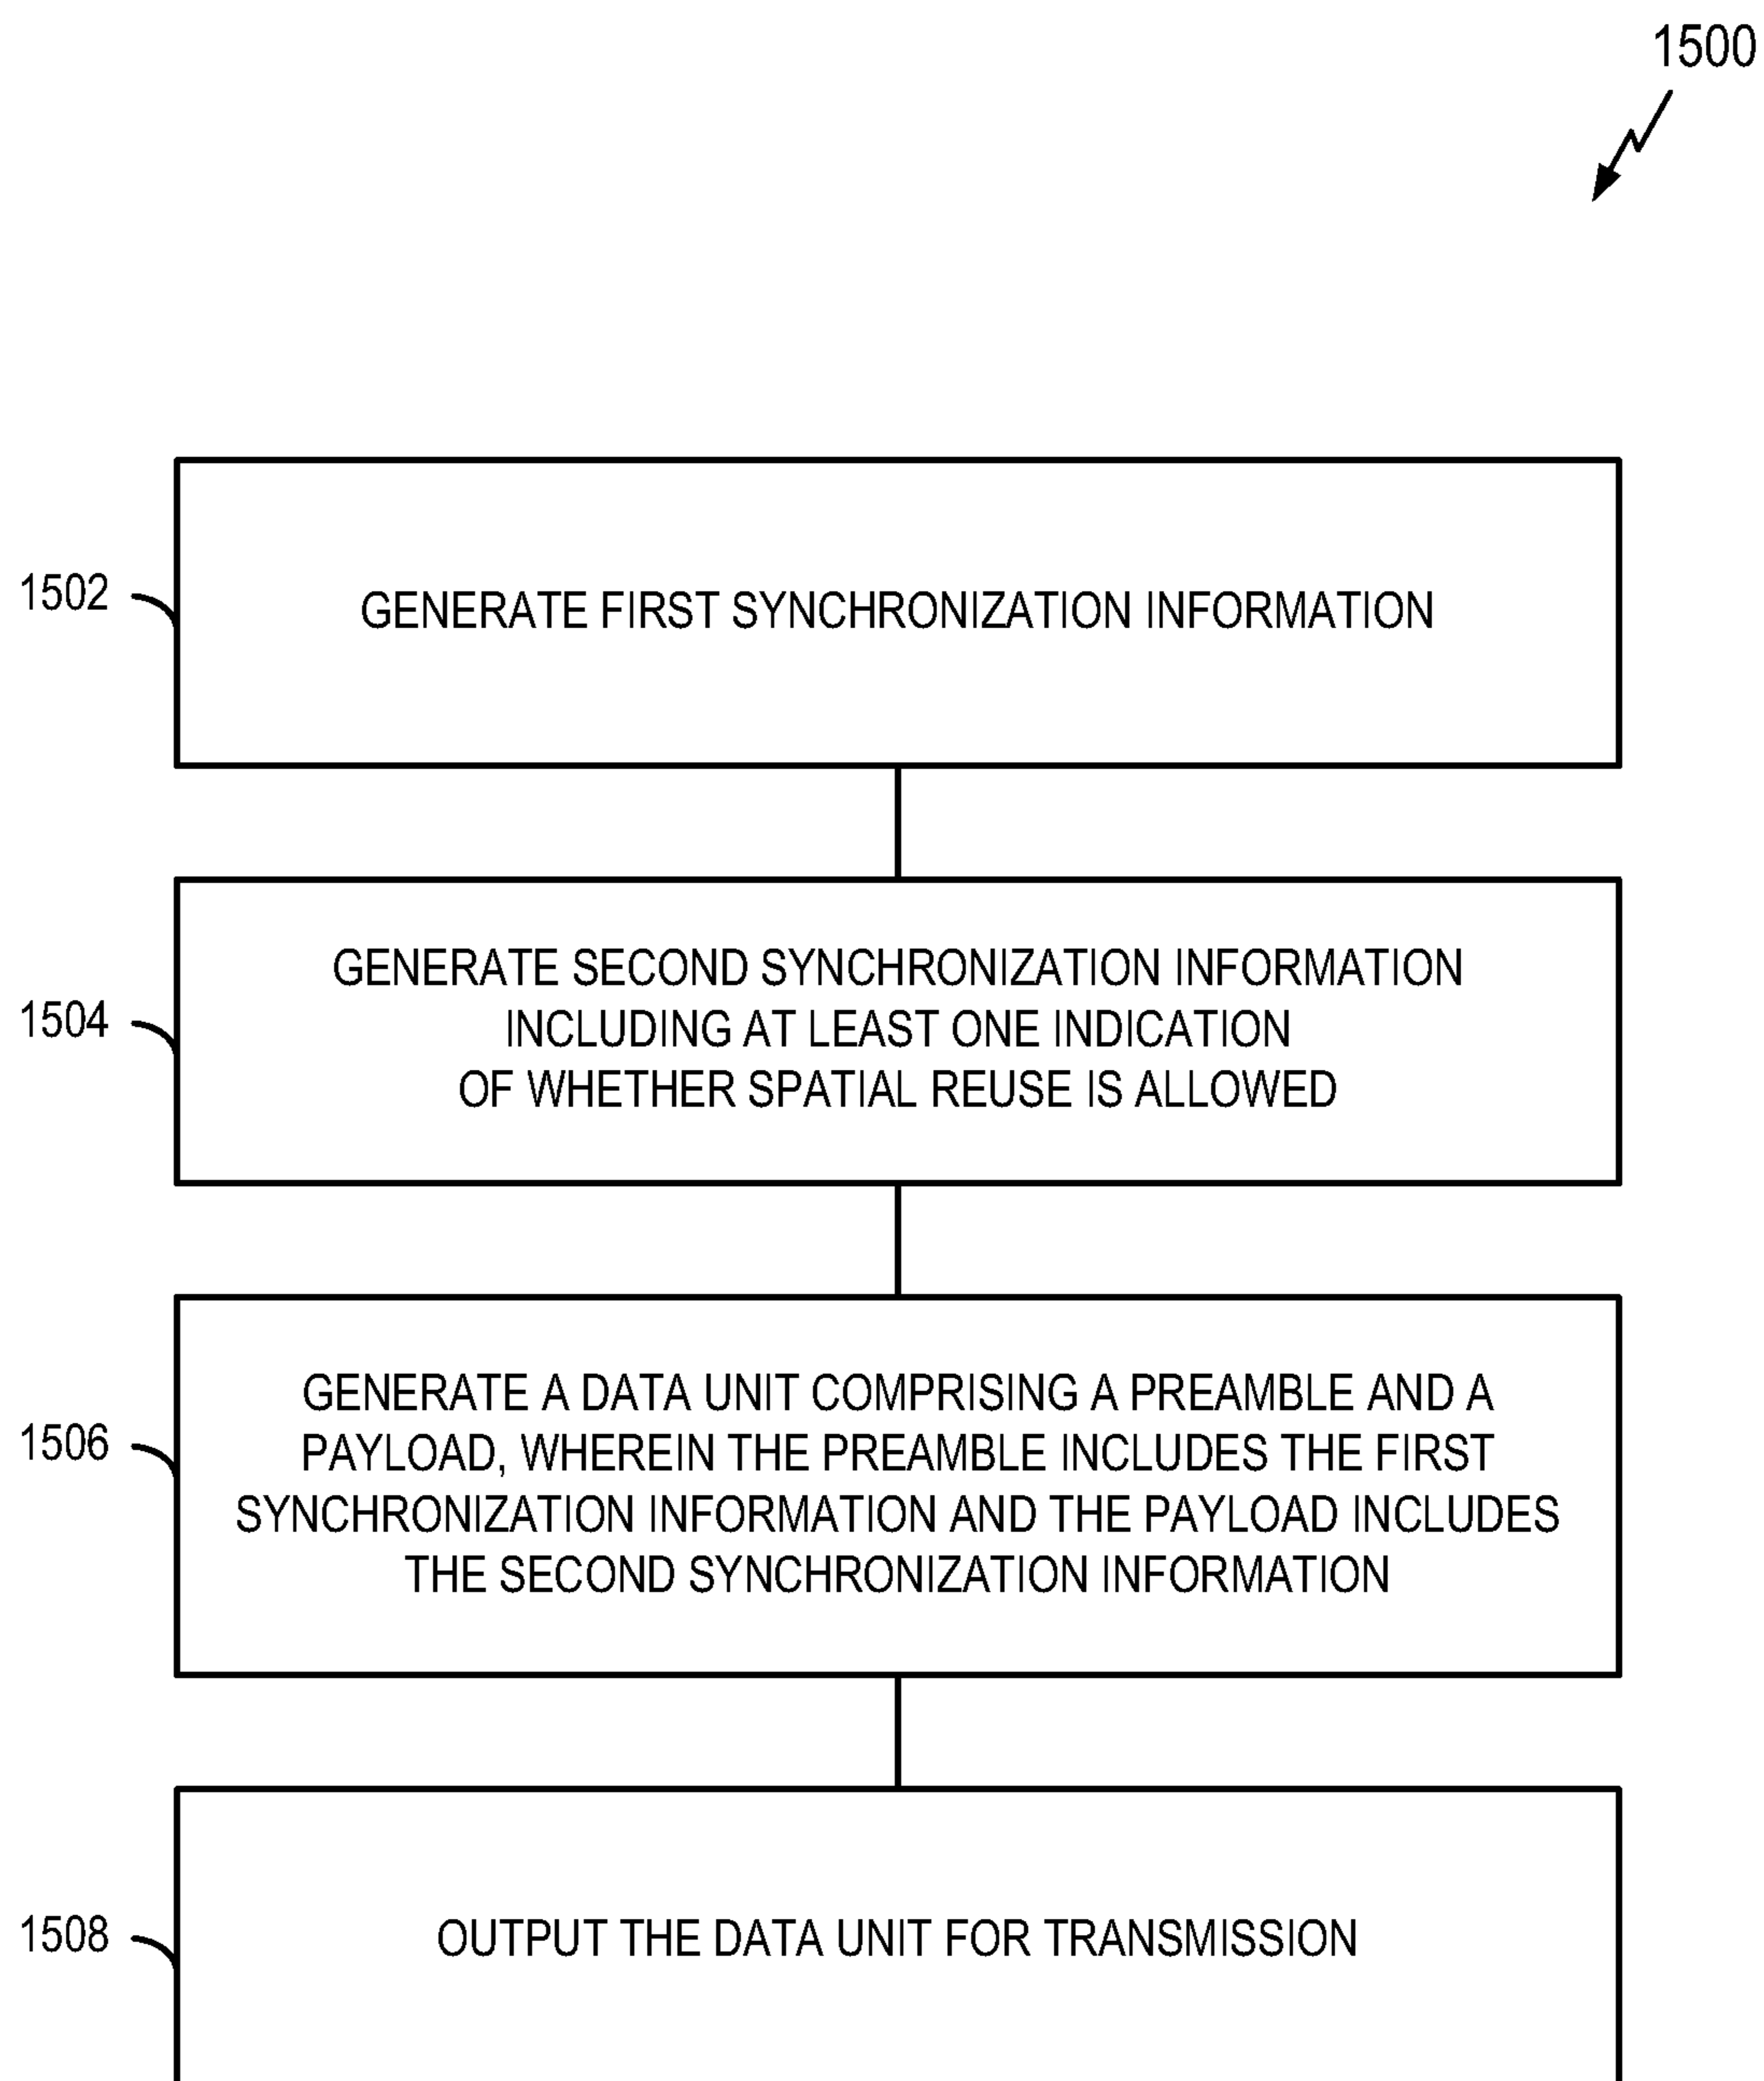 1500
1502
GENERATE FIRST SYNCHRONIZATION INFORMATION
1504
GENERATE SECOND SYNCHRONIZATION INFORMATION
INCLUDING AT LEAST ONE INDICATION
OF WHETHER SPATIAL REUSE IS ALLOWED
1506
GENERATE A DATA UNIT COMPRISING A PREAMBLE AND A
PAYLOAD, WHEREIN THE PREAMBLE INCLUDES THE FIRST
SYNCHRONIZATION INFORMATION AND THE PAYLOAD INCLUDES
THE SECOND SYNCHRONIZATION INFORMATION
1508
OUTPUT THE DATA UNIT FOR TRANSMISSION